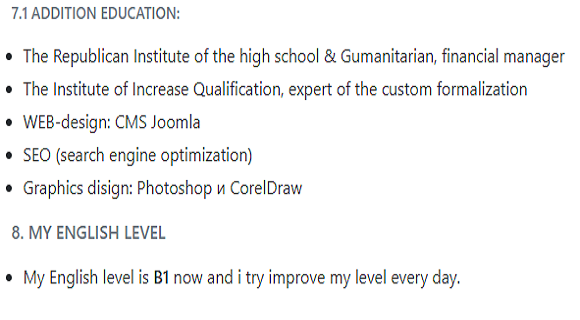 7.1 ADDITION EDUCATION:
• The Republican Institute of the high school & Gumanitarian, financial manager
• The Institute of Increase Qualification, expert of the custom formalization
• WEB-design: CMS Joomla
• SEO (search engine optimization)
• Graphics disign: Photoshop и CorelDraw
8. MY ENGLISH LEVEL
• My English level is B1 now and i try improve my level every day.